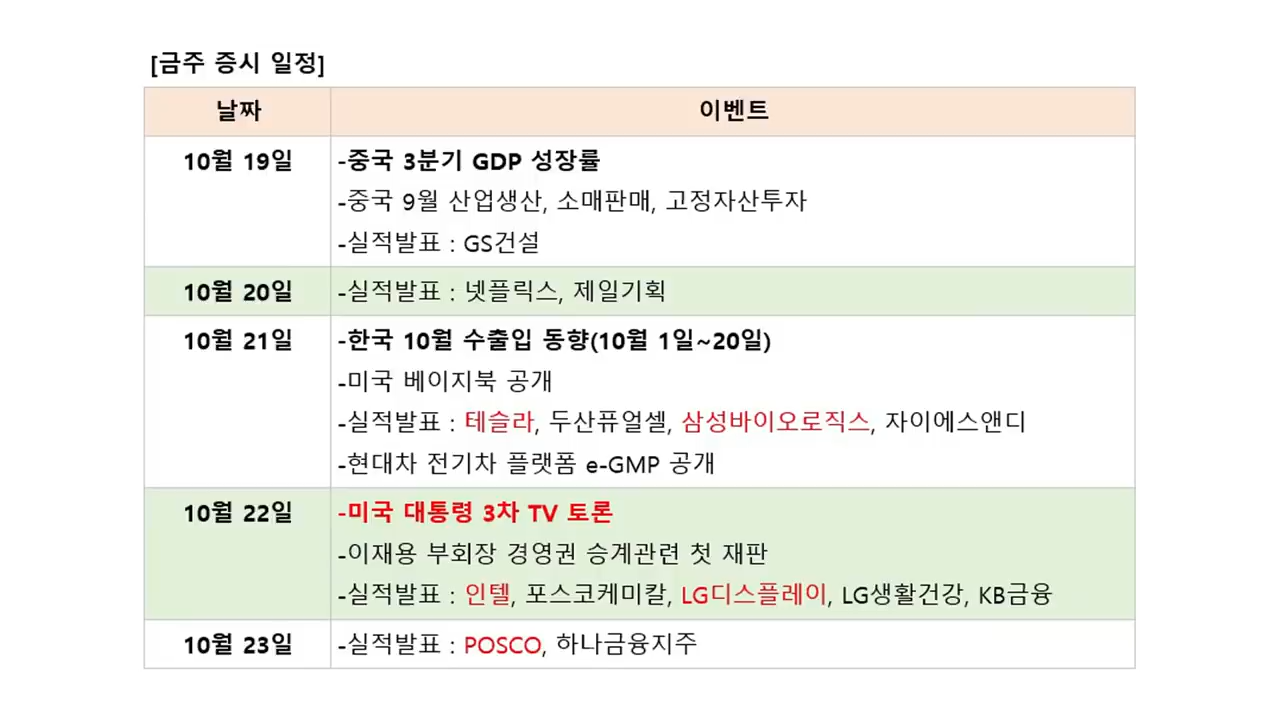 [금주 증시 일정]
날짜 이벤트
10월 19일 -중국 3분기 GDP 성장률
-중국 9월 산업생산, 소매판매, 고정자산투자
-실적발표 : GS건설
10월 20일 -실적발표 : 넷플릭스, 제일기획
10월 21일 -한국 10월 수출입 동향(10월 1일~20일)
-미국 베이지북 공개
-실적발표 : 테슬라, 두산퓨얼셀, 삼성바이오로직스, 자이에스앤디
-현대차 전기차 플랫폼 e-GMP 공개
10월 22일 -미국 대통령 3차 TV 토론
-이재용 부회장 경영권 승계관련 첫 재판
-실적발표 : 인텔, 포스코케미칼, LG디스플레이, LG생활건강, KB금융
10월 23일 -실적발표 : POSCO, 하나금융지주